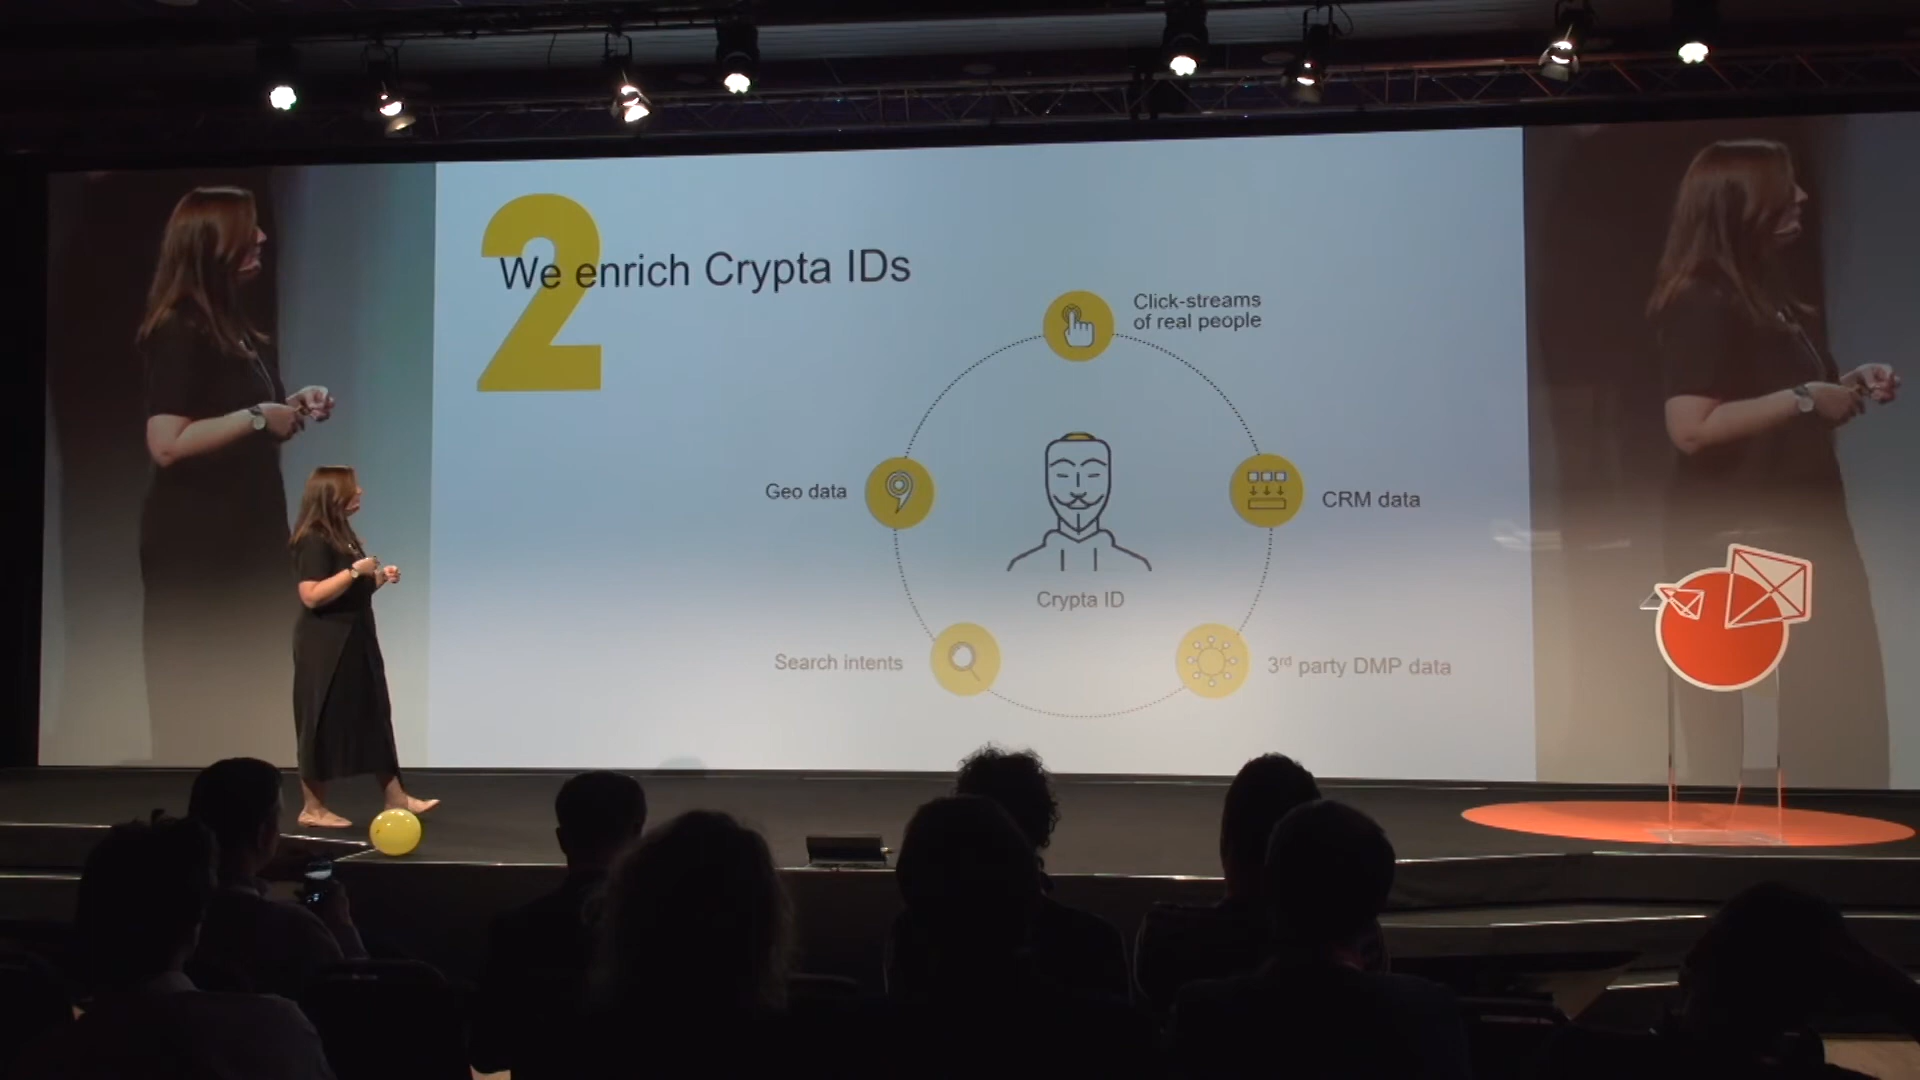 2
We enrich Crypta IDs
Click-streams
of real people
Geo data
CRM data
Crypta ID
Search intents
3rd party DMP data